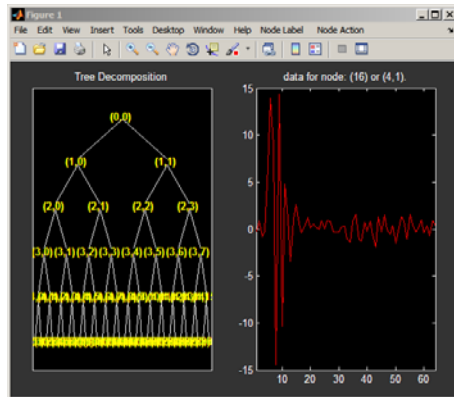 Figure 1
File Edit View Insert Tools Desktop Window Help Node Label Node Action
Tree Decomposition
data for node: (16) or (4,1).
(0,0)
(1,0) (1,1)
(2,0) (2,1) (2,2) (2,3)
(3,0) (3,1) (3,2) (3,3) (3,4) (3,5) (3,6) (3,7)
15
10
5
0
-5
-10
-15
10 20 30 40 50 60